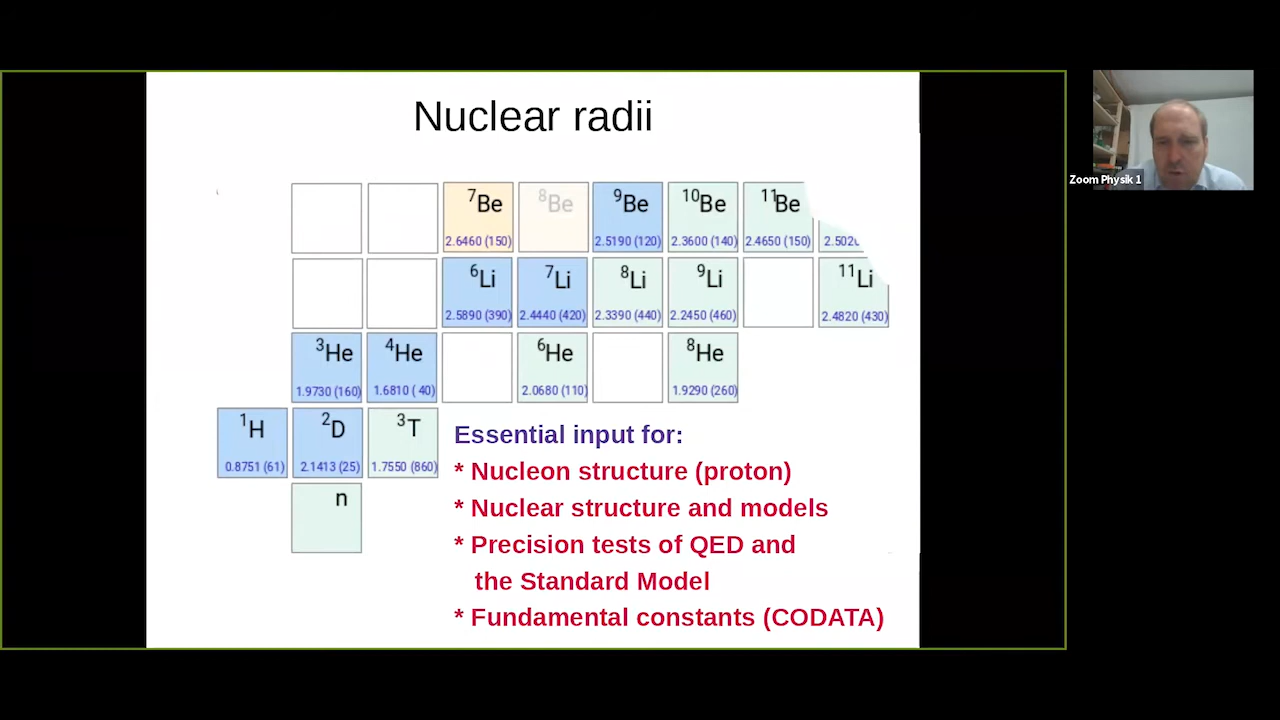 Nuclear radii
7Be 8Be 9Be 10Be 11Be
2.6460 (150) 2.5190 (120) 2.3600 (140) 2.4650 (150)
6Li 7Li 8Li 9Li 11Li
2.5890 (390) 2.4440 (420) 2.3390 (440) 2.2450 (460) 2.4820 (430)
3He 4He 6He 8He
1.9730 (160) 1.6810 ( 40) 2.0680 (110) 1.9290 (260)
1H 2D 3T
0.8751 (61) 2.1413 (25) 1.7550 (860)
n
Essential input for:
* Nucleon structure (proton)
* Nuclear structure and models
* Precision tests of QED and
the Standard Model
* Fundamental constants (CODATA)
Zoom Physik 1